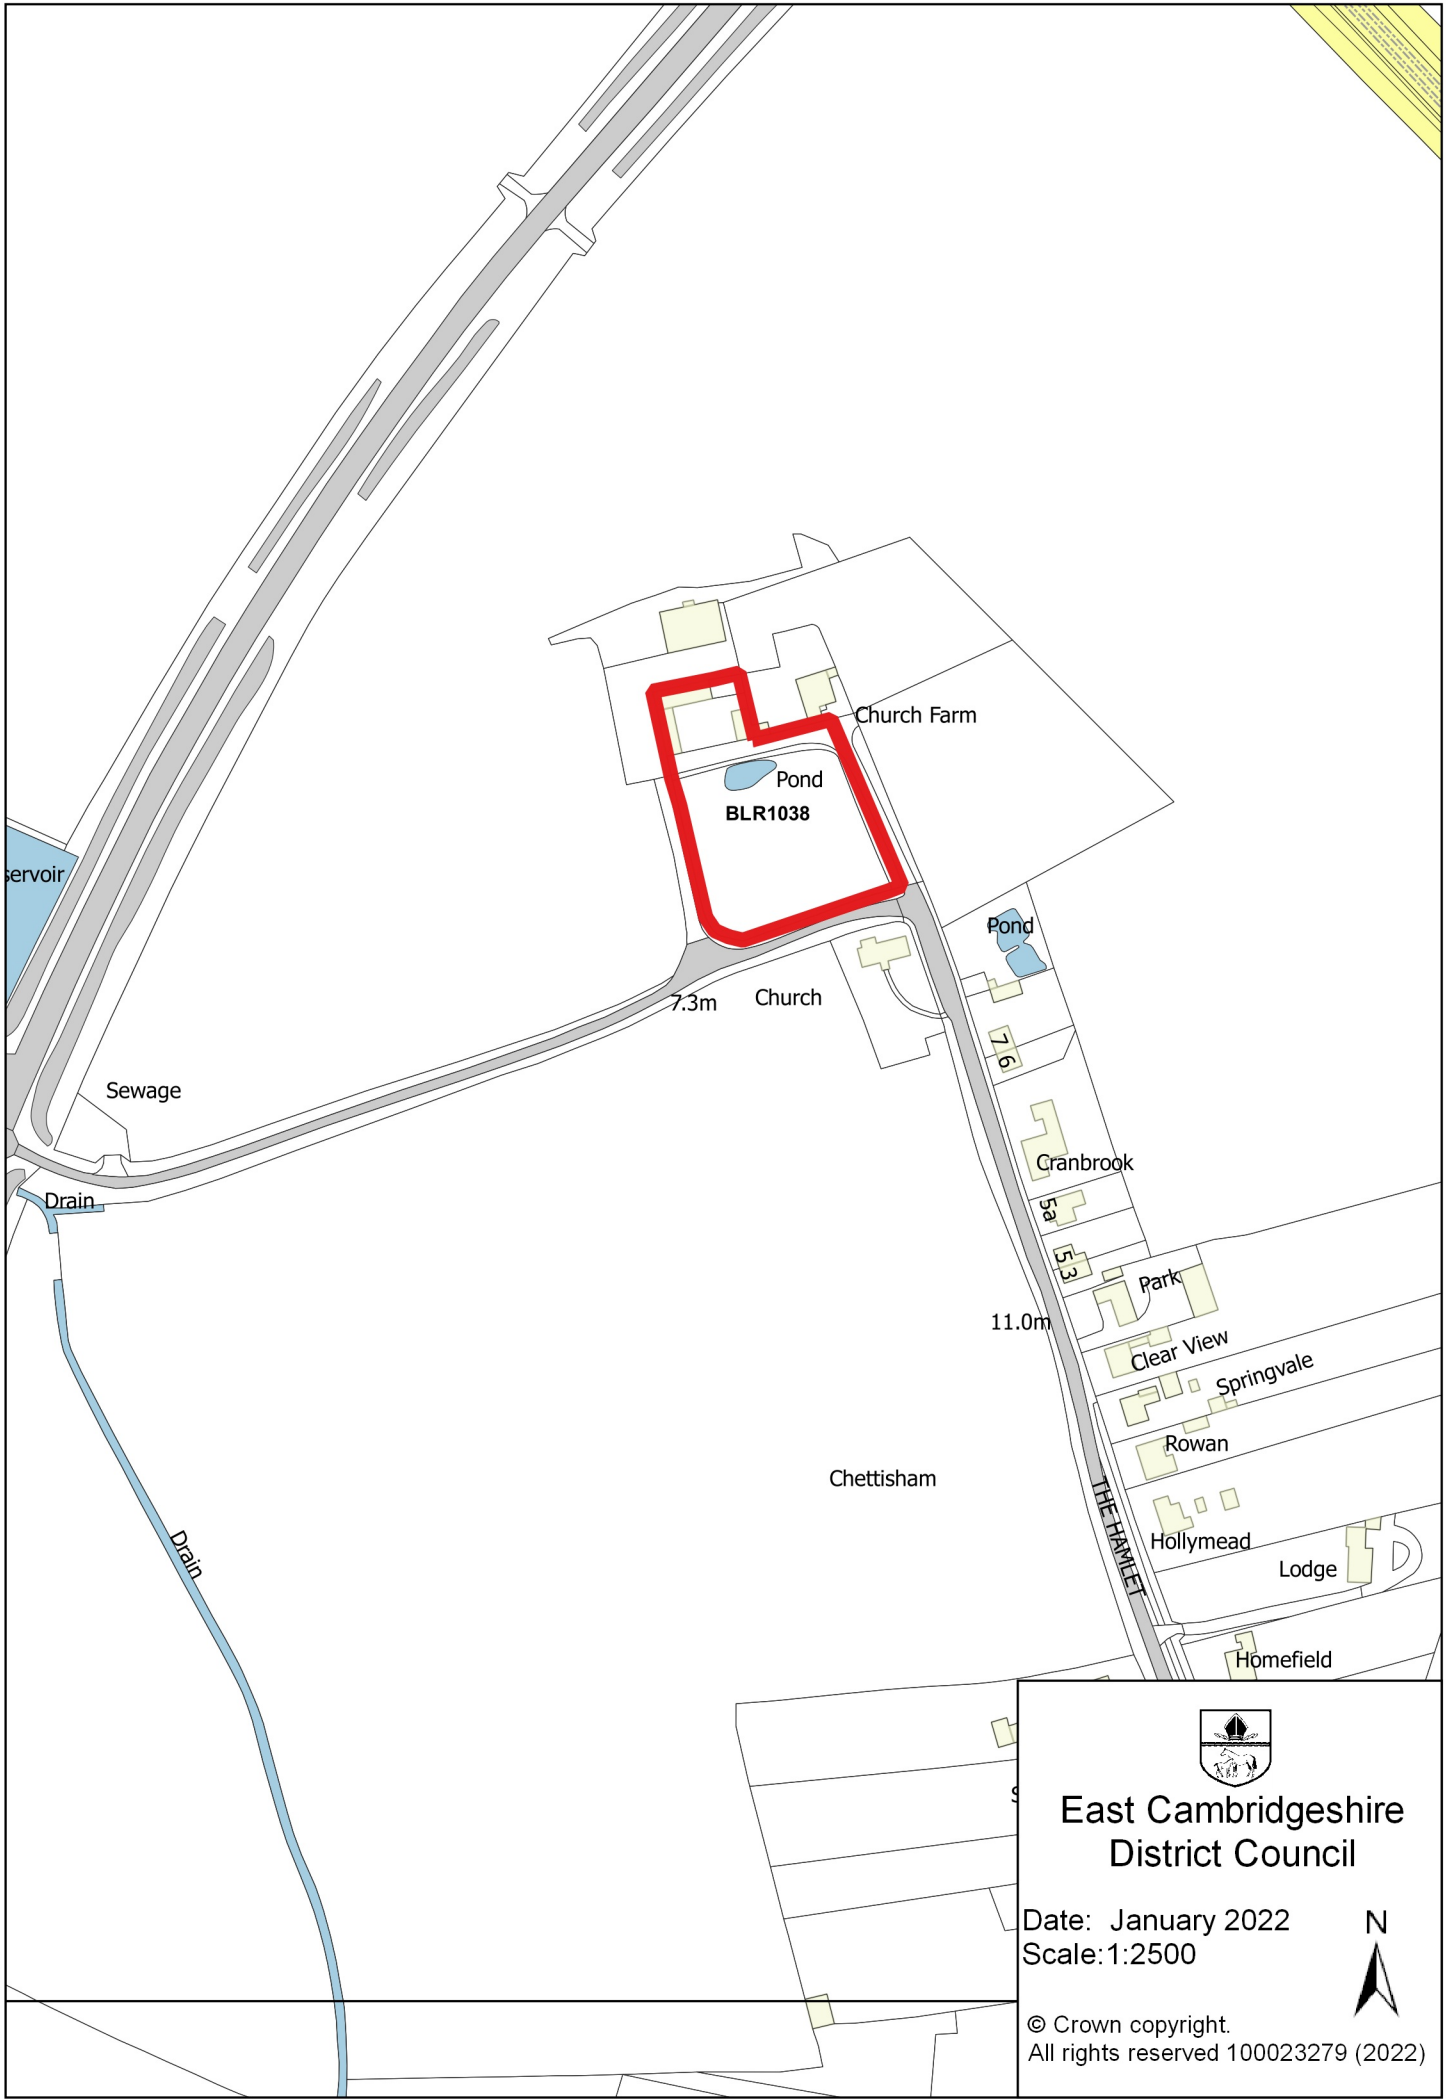 Church Farm
Pond
BLR1038
servoir
Pond
7.3m
Church
7 6
Sewage
Cranbrook
Drain
5a
5 3
Park
11.0m
Clear View
Springvale
Rowan
Chettisham
THE HAMLET
Drain
Hollymead
Lodge
Homefield
S
East Cambridgeshire
District Council
Date: January 2022
N
Scale:1:2500
© Crown copyright.
All rights reserved 100023279 (2022)